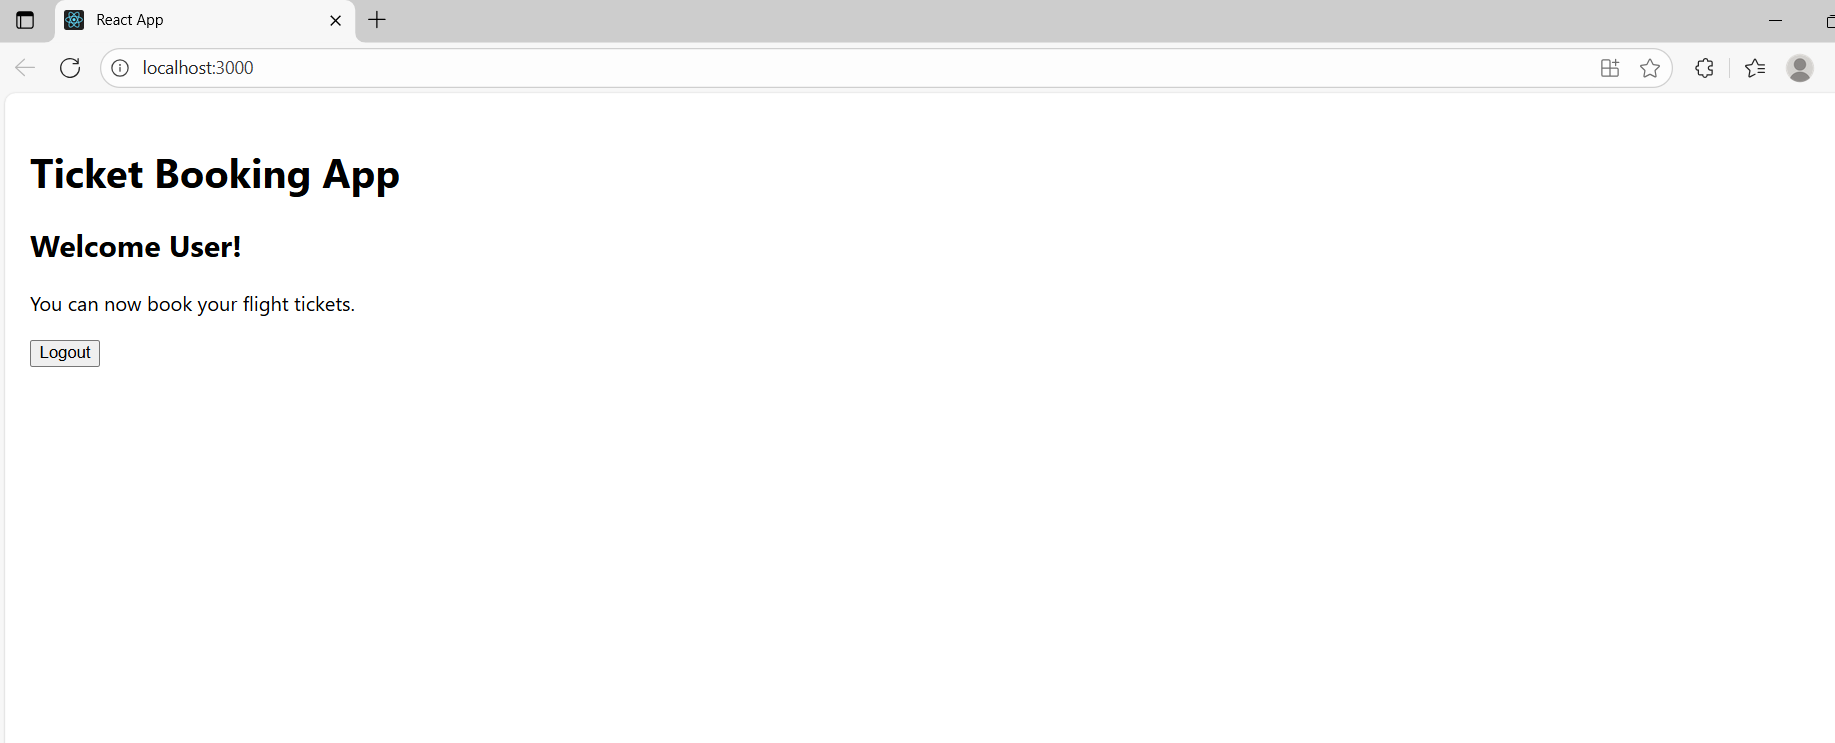 React App
localhost:3000
Ticket Booking App
Welcome User!
You can now book your flight tickets.
Logout